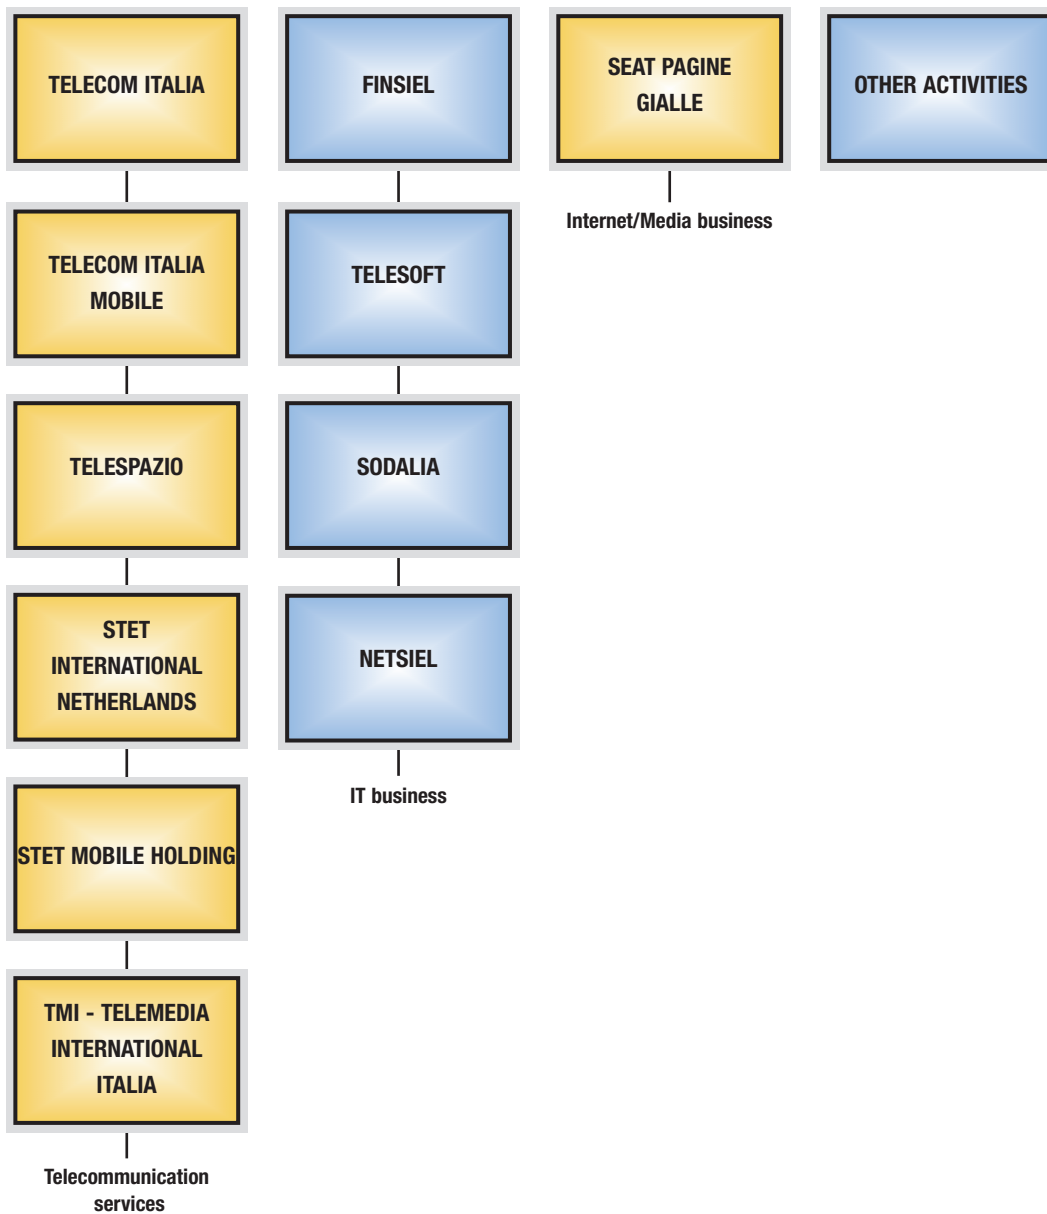 TELECOM ITALIA
TELECOM ITALIA
MOBILE
TELESPAZIO
STET
INTERNATIONAL
NETHERLANDS
STET MOBILE HOLDING
TMI - TELEMEDIA
INTERNATIONAL
ITALIA
Telecommunication
services
FINSIEL
TELESOFT
SODALIA
NETSIEL
IT business
SEAT PAGINE
GIALLE
Internet/Media business
OTHER ACTIVITIES